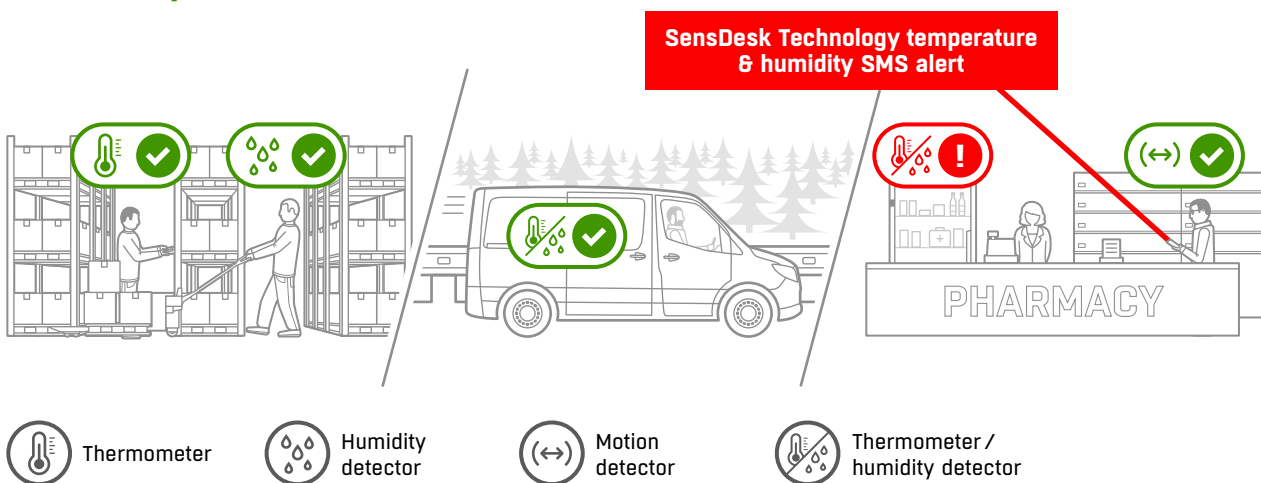 SensDesk Technology temperature
& humidity SMS alert
PHARMACY
Thermometer
Humidity
detector
Motion
detector
Thermometer /
humidity detector